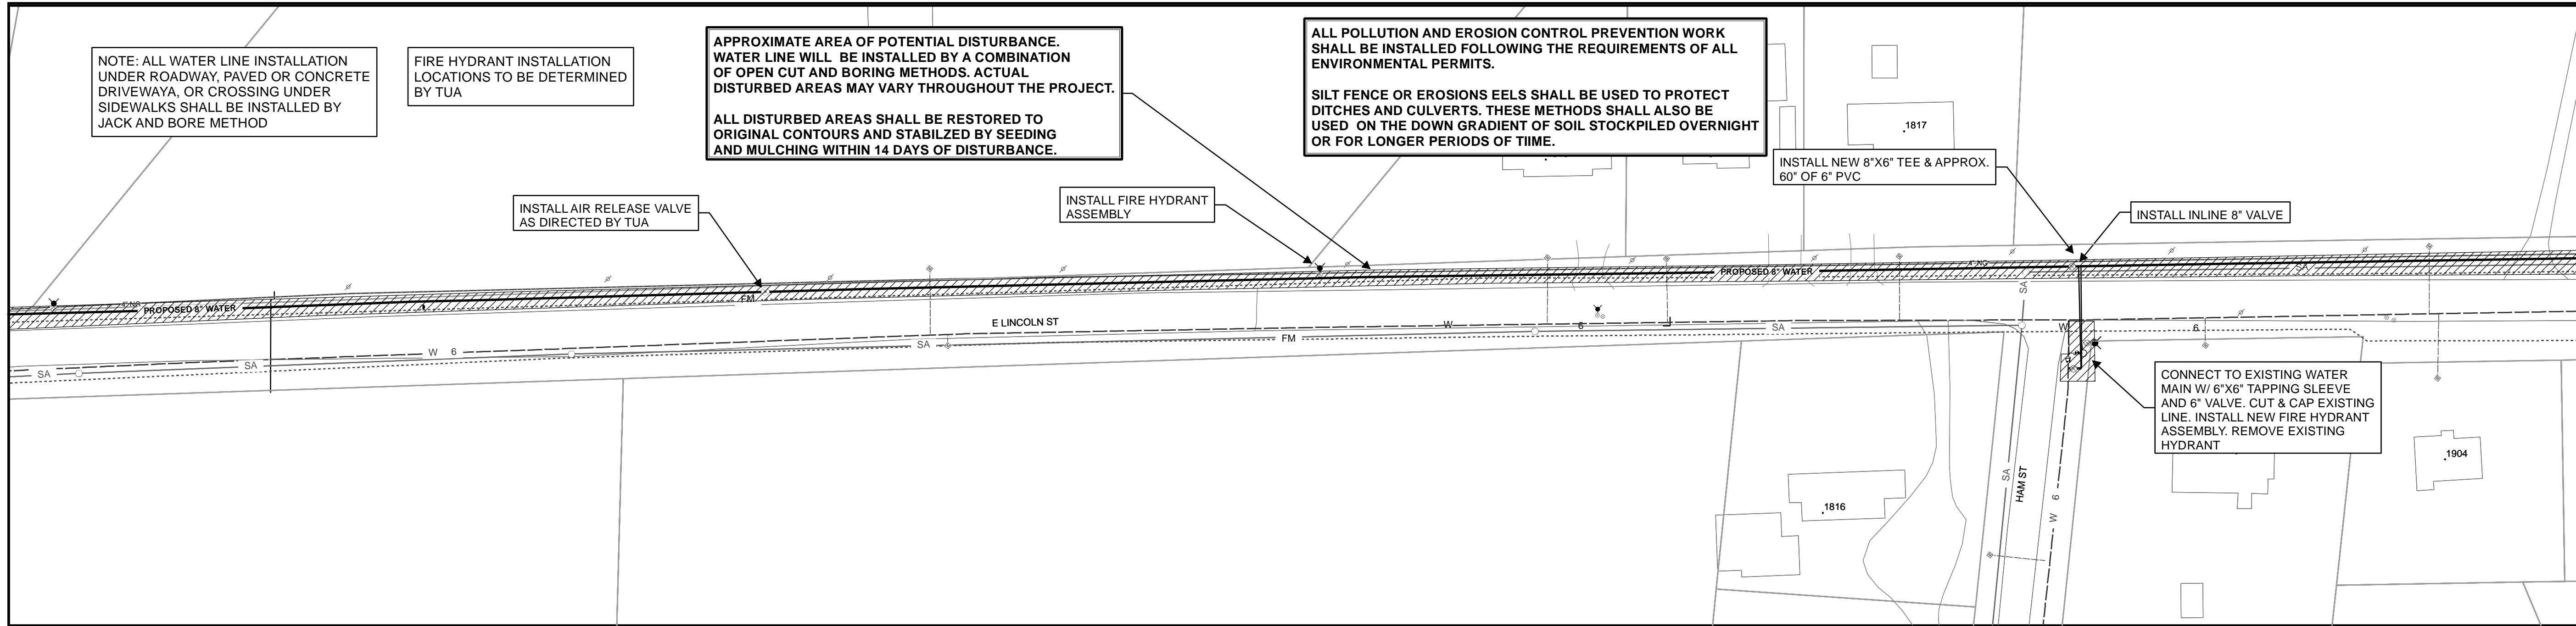 NOTE: ALL WATER LINE INSTALLATION
UNDER ROADWAY, PAVED OR CONCRETE
DRIVEWAYA, OR CROSSING UNDER
SIDEWALKS SHALL BE INSTALLED BY
JACK AND BORE METHOD
FIRE HYDRANT INSTALLATION
LOCATIONS TO BE DETERMINED
BY TUA
APPROXIMATE AREA OF POTENTIAL DISTURBANCE.
WATER LINE WILL BE INSTALLED BY A COMBINATION
OF OPEN CUT AND BORING METHODS. ACTUAL
DISTURBED AREAS MAY VARY THROUGHOUT THE PROJECT.
ALL DISTURBED AREAS SHALL BE RESTORED TO
ORIGINAL CONTOURS AND STABILZED BY SEEDING
AND MULCHING WITHIN 14 DAYS OF DISTURBANCE.
ALL POLLUTION AND EROSION CONTROL PREVENTION WORK
SHALL BE INSTALLED FOLLOWING THE REQUIREMENTS OF ALL
ENVIRONMENTAL PERMITS.
SILT FENCE OR EROSIONS EELS SHALL BE USED TO PROTECT
DITCHES AND CULVERTS. THESE METHODS SHALL ALSO BE
USED ON THE DOWN GRADIENT OF SOIL STOCKPILED OVERNIGHT
OR FOR LONGER PERIODS OF TIIME.
1817
INSTALL NEW 8"X6" TEE & APPROX.
60" OF 6" PVC
INSTALL AIR RELEASE VALVE
AS DIRECTED BY TUA
INSTALL FIRE HYDRANT
ASSEMBLY
INSTALL INLINE 8" VALVE
4" NG
PROPOSED 8" WATER
FM
PROPOSED 8" WATER
4" NG
SA
SA
E LINCOLN ST
W 6
W 6
SA
W 6
SA
SA
SA
FM
CONNECT TO EXISTING WATER
MAIN W/ 6"X6" TAPPING SLEEVE
AND 6" VALVE. CUT & CAP EXISTING
LINE. INSTALL NEW FIRE HYDRANT
ASSEMBLY. REMOVE EXISTING
HYDRANT
1904
1816
SA
HAM ST
W 6